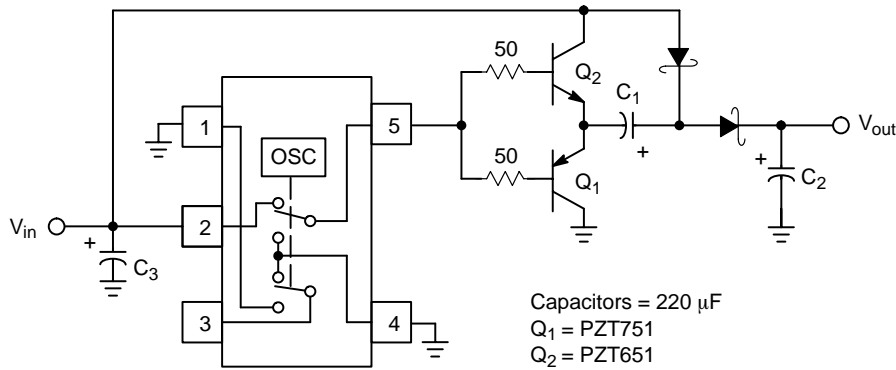 50
Q2
C1
1
5
OSC
+
Vout
50
+
C2
Q1
Vin
2
+
C3
3
4
Capacitors = 220 μF
Q1 = PZT751
Q2 = PZT651